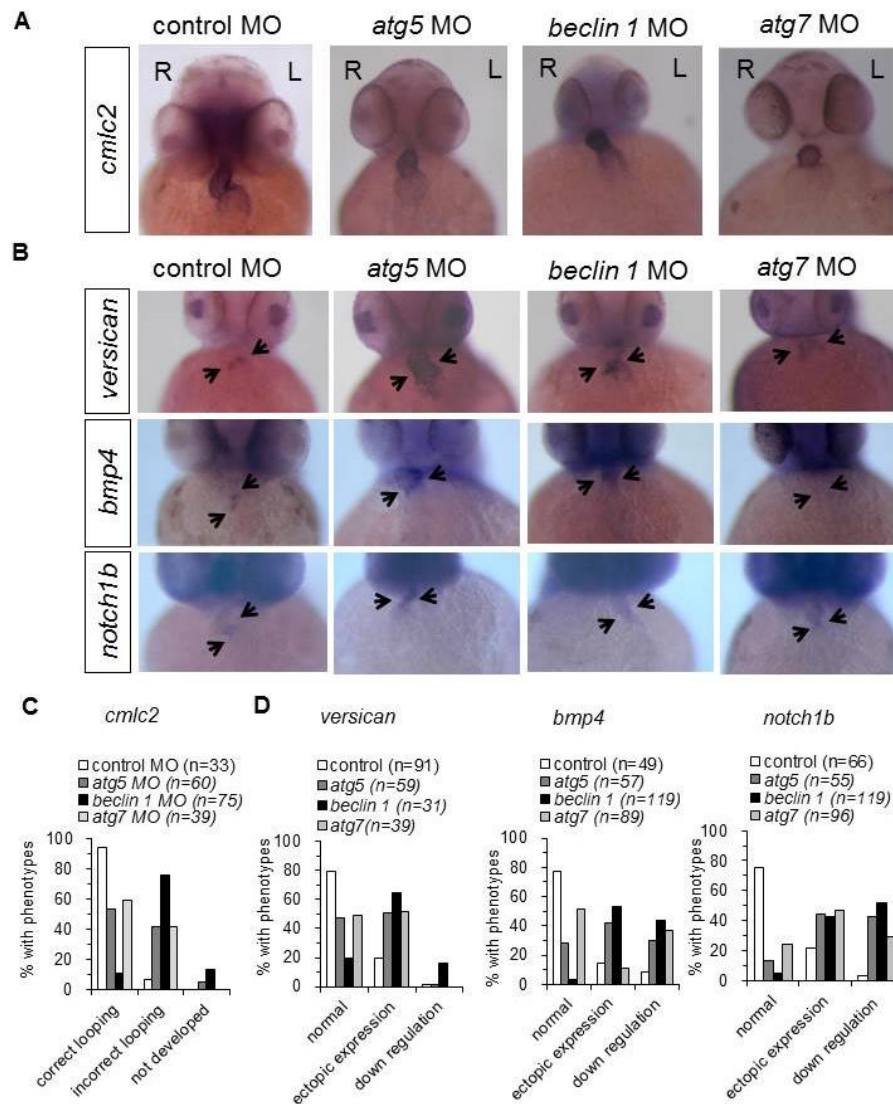 A
control MO atg5 MO beclin 1 MO atg7 MO
cmlc2
R L R L R L R L
B
control MO atg5 MO beclin 1 MO atg7 MO
versican
bmp4
notch1b
C
cmlc2
control MO (n=33)
atg5 MO (n=60)
beclin 1 MO (n=75)
atg7 MO (n=39)
% with phenotypes
100
80
60
40
20
0
correct looping
incorrect looping
not developed
D
versican
control (n=91)
atg5 (n=59)
beclin 1 (n=31)
atg7(n=39)
% with phenotypes
100
80
60
40
20
0
normal
ectopic expression
down regulation
bmp4
control (n=49)
atg5 (n=57)
beclin 1 (n=119)
atg7 (n=89)
% with phenotypes
100
80
60
40
20
0
normal
ectopic expression
down regulation
notch1b
control (n=66)
atg5 (n=55)
beclin 1 (n=119)
atg7 (n=96)
% with phenotypes
100
80
60
40
20
0
normal
ectopic expression
down regulation